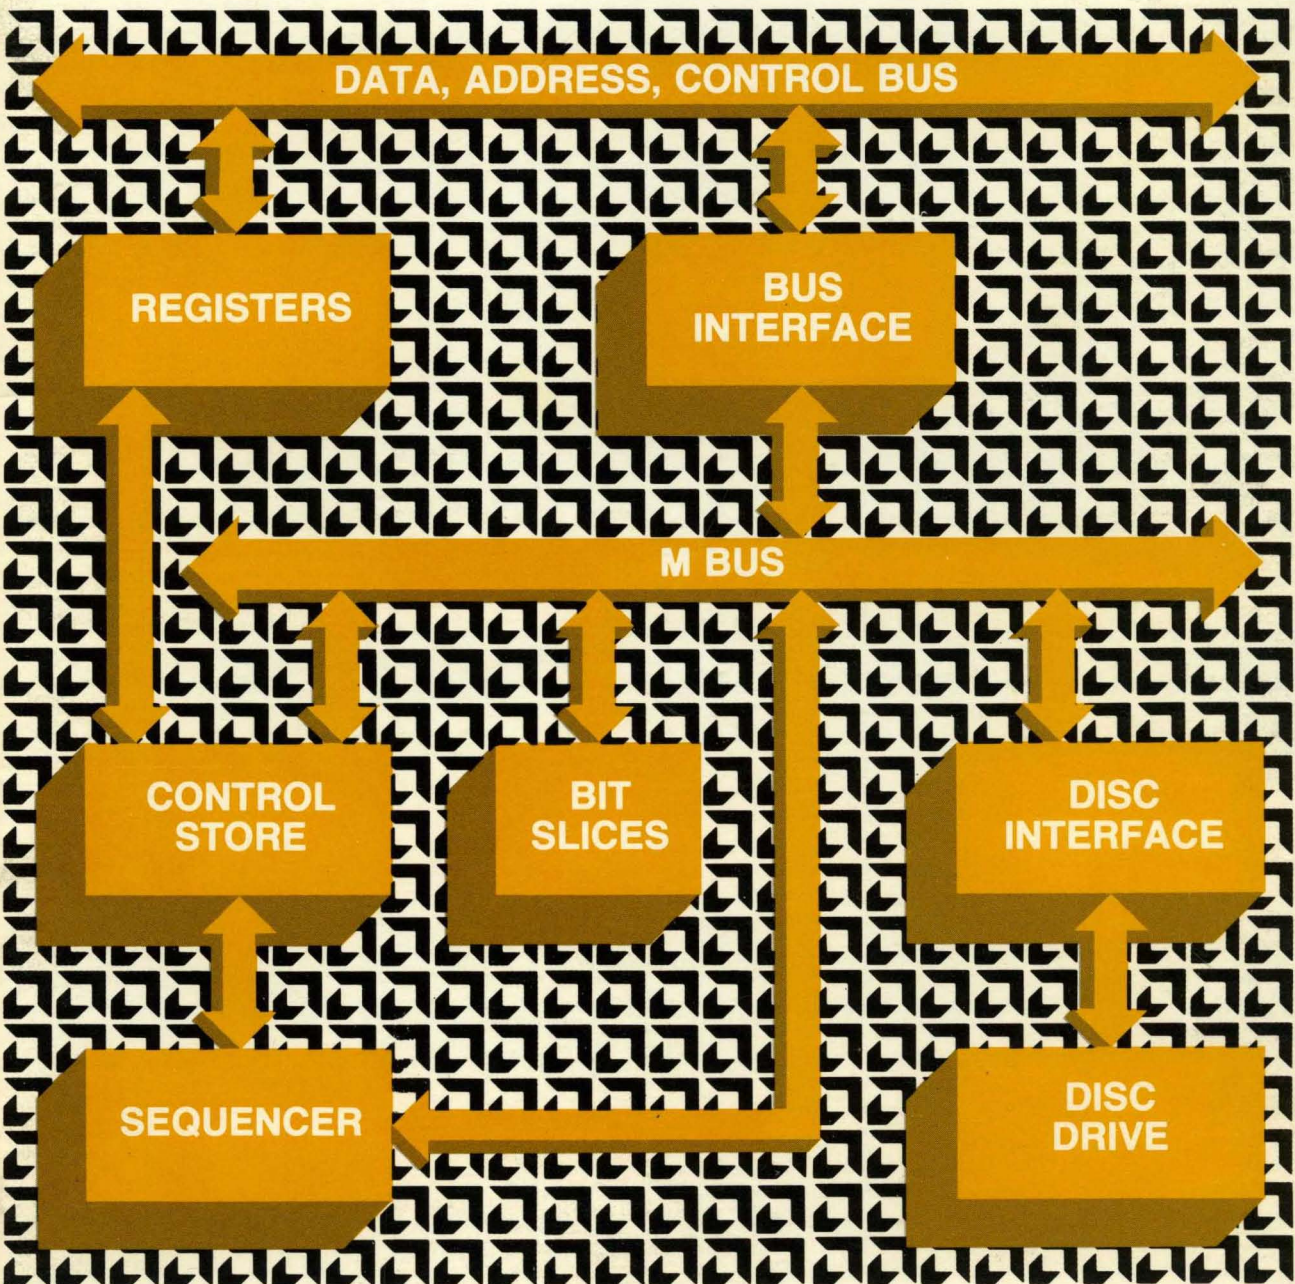 DATA, ADDRESS, CONTROL BUS
REGISTERS
BUS
INTERFACE
M BUS
CONTROL
STORE
BIT
SLICES
DISC
INTERFACE
SEQUENCER
DISC
DRIVE